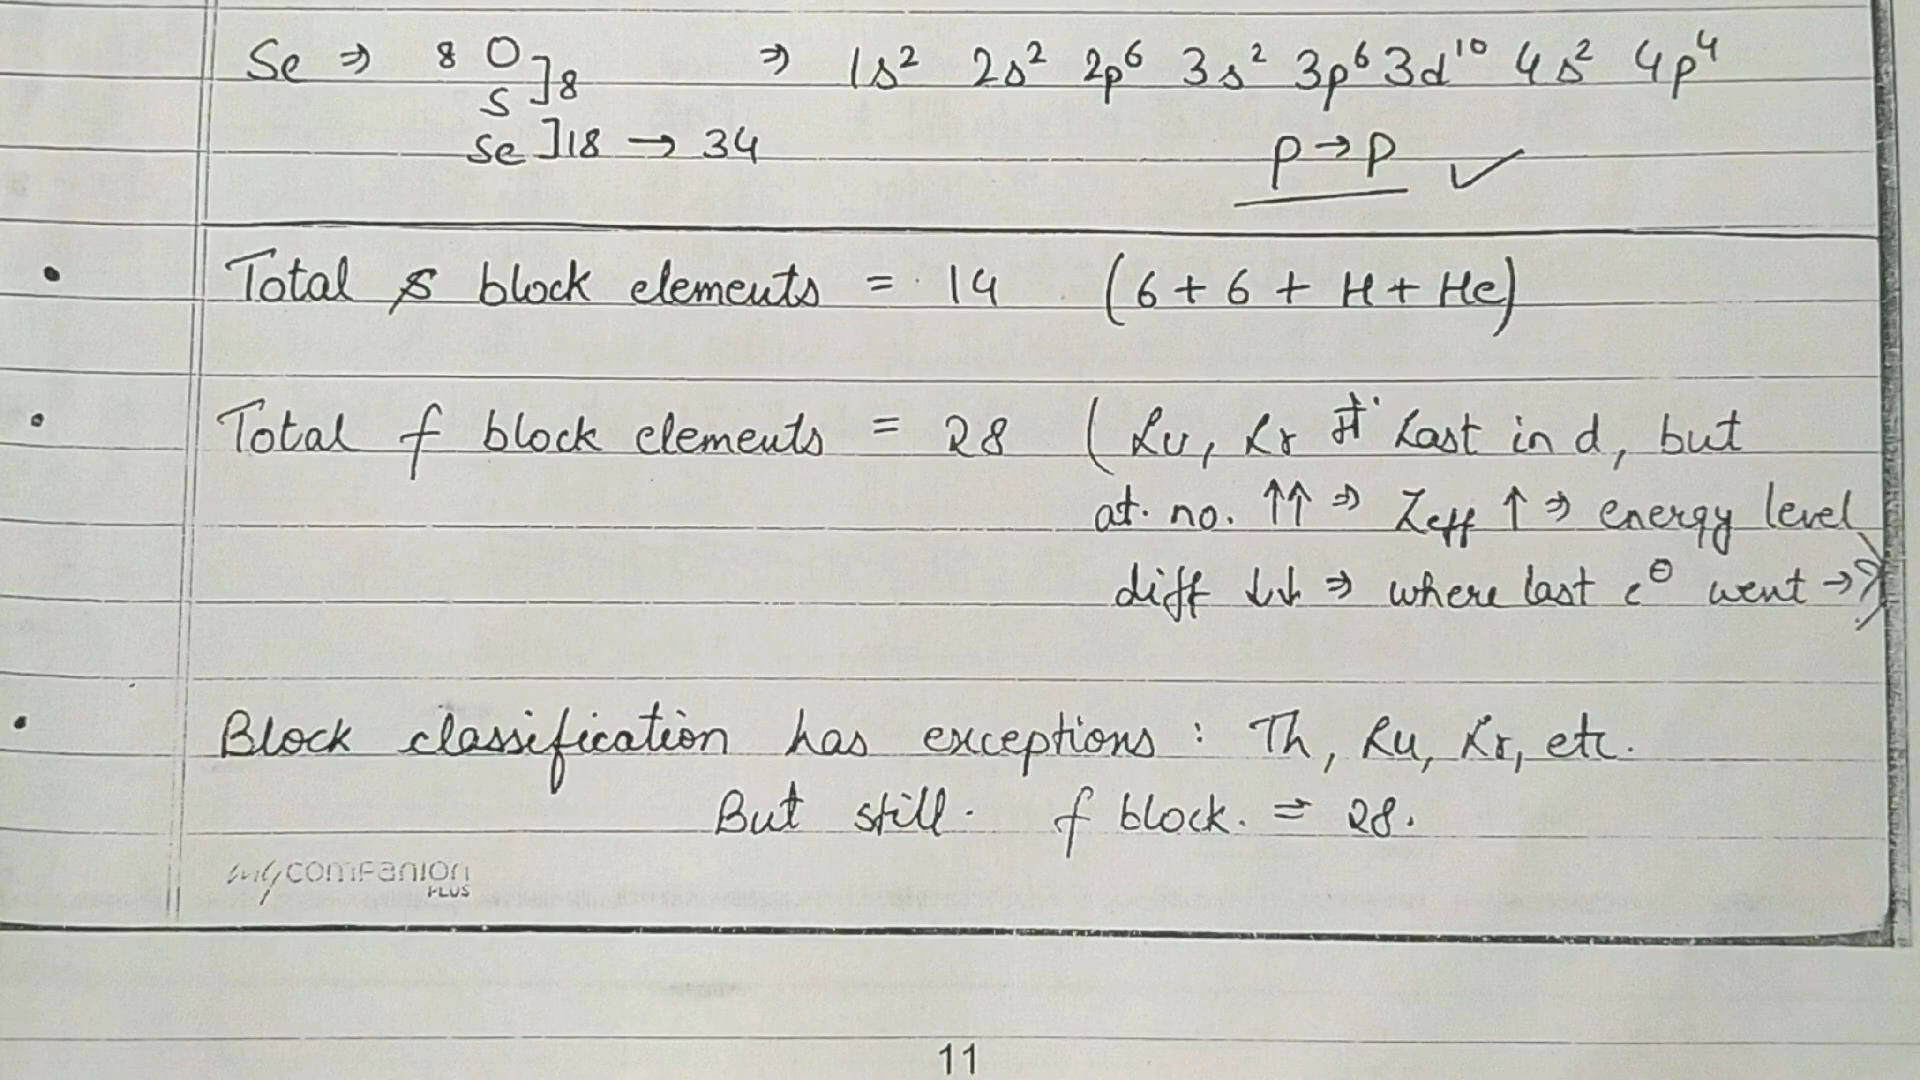 Se ⇒ 8 O ]8 ⇒ 1s² 2s² 2p⁶ 3s² 3p⁶ 3d¹⁰ 4s² 4p⁴
S
Se ]18 → 34 p → p ✓
• Total s block elements = 14 (6 + 6 + H + He)
• Total f block elements = 28 ( Lu, Lr में Last in d, but
at. no. ↑↑ ⇒ Zeff ↑ ⇒ energy level
diff ↓↓ ⇒ where last e⊖ went → ?)
• Block classification has exceptions : Th, Lu, Lr, etc.
But still. f block. = 28.
my companion
PLUS
11